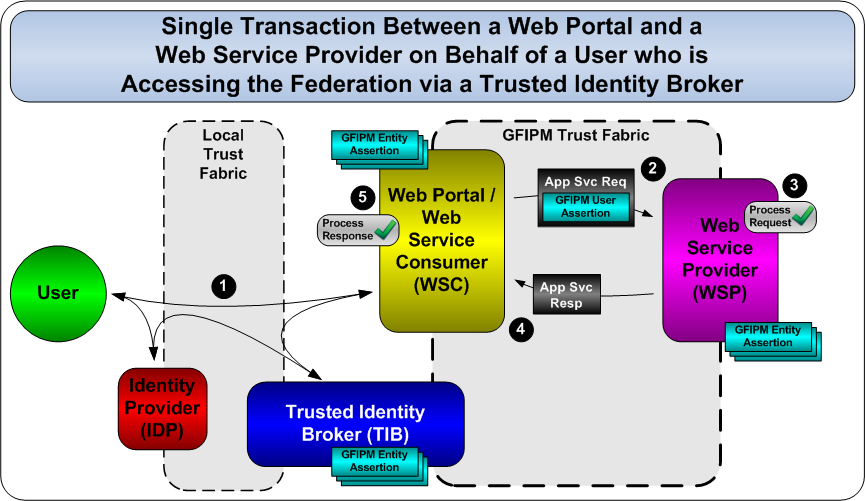 Single Transaction Between a Web Portal and a
Web Service Provider on Behalf of a User who is
Accessing the Federation via a Trusted Identity Broker
Local
Trust
Fabric
GFIPM Entity
Assertion
GFIPM Trust Fabric
5
Process
Response
Web Portal /
Web
Service
Consumer
(WSC)
App Svc Req
GFIPM User
Assertion
2
3
Process
Request
Web
Service
Provider
(WSP)
User
1
App Svc
Resp
4
GFIPM Entity
Assertion
Identity
Provider
(IDP)
Trusted Identity
Broker (TIB)
GFIPM Entity
Assertion